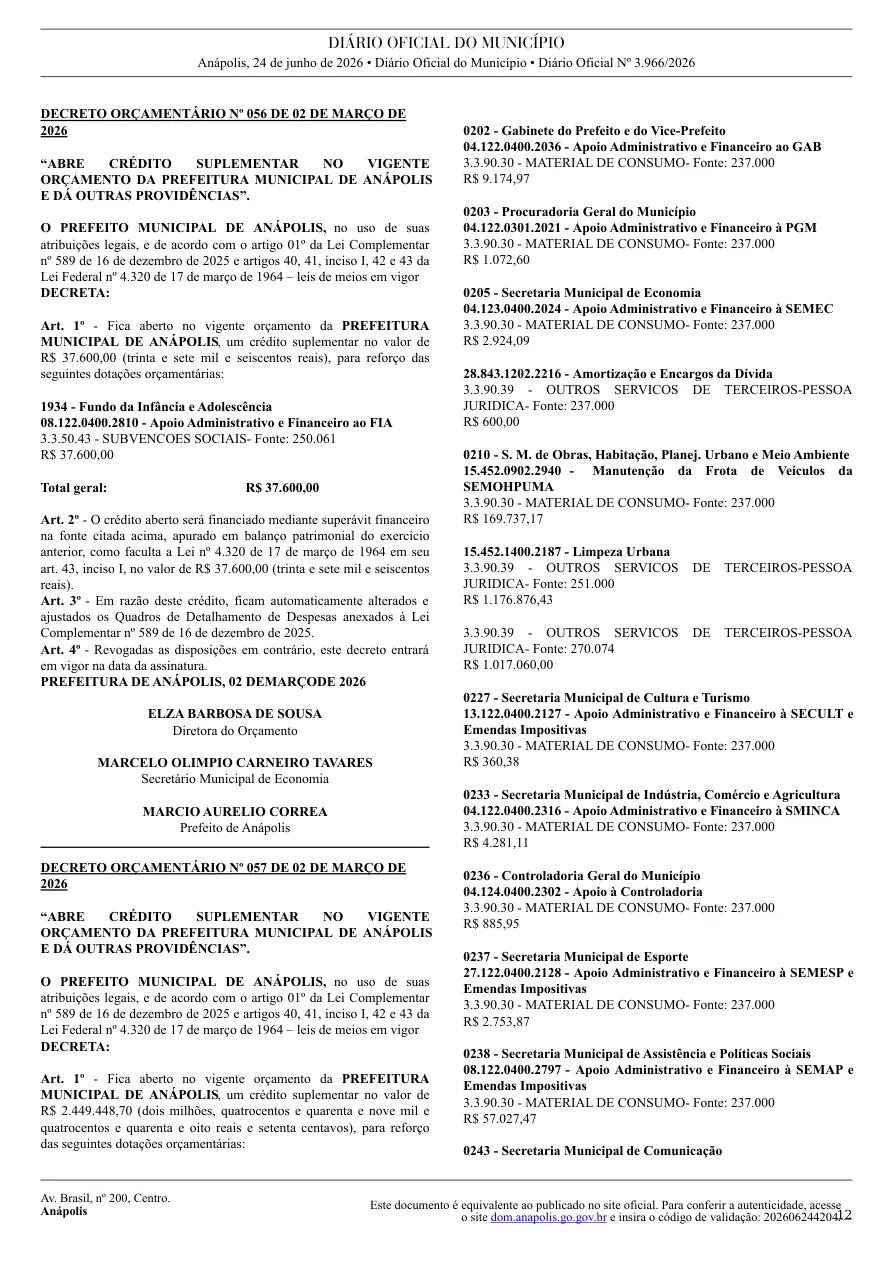 DIÁRIO OFICIAL DO MUNICÍPIO
Anápolis, 24 de junho de 2026 • Diário Oficial do Município • Diário Oficial Nº 3.966/2026
DECRETO ORÇAMENTÁRIO Nº 056 DE 02 DE MARÇO DE
2026
“ABRE CRÉDITO SUPLEMENTAR NO VIGENTE
ORÇAMENTO DA PREFEITURA MUNICIPAL DE ANÁPOLIS
E DÁ OUTRAS PROVIDÊNCIAS”.
O PREFEITO MUNICIPAL DE ANÁPOLIS, no uso de suas
atribuições legais, e de acordo com o artigo 01º da Lei Complementar
nº 589 de 16 de dezembro de 2025 e artigos 40, 41, inciso I, 42 e 43 da
Lei Federal nº 4.320 de 17 de março de 1964 – leis de meios em vigor
DECRETA:
Art. 1º - Fica aberto no vigente orçamento da PREFEITURA
MUNICIPAL DE ANÁPOLIS, um crédito suplementar no valor de
R$ 37.600,00 (trinta e sete mil e seiscentos reais), para reforço das
seguintes dotações orçamentárias:
1934 - Fundo da Infância e Adolescência
08.122.0400.2810 - Apoio Administrativo e Financeiro ao FIA
3.3.50.43 - SUBVENCOES SOCIAIS- Fonte: 250.061
R$ 37.600,00
Total geral: R$ 37.600,00
Art. 2º - O crédito aberto será financiado mediante superávit financeiro
na fonte citada acima, apurado em balanço patrimonial do exercício
anterior, como faculta a Lei nº 4.320 de 17 de março de 1964 em seu
art. 43, inciso I, no valor de R$ 37.600,00 (trinta e sete mil e seiscentos
reais).
Art. 3º - Em razão deste crédito, ficam automaticamente alterados e
ajustados os Quadros de Detalhamento de Despesas anexados à Lei
Complementar nº 589 de 16 de dezembro de 2025.
Art. 4º - Revogadas as disposições em contrário, este decreto entrará
em vigor na data da assinatura.
PREFEITURA DE ANÁPOLIS, 02 DEMARÇODE 2026
ELZA BARBOSA DE SOUSA
Diretora do Orçamento
MARCELO OLIMPIO CARNEIRO TAVARES
Secretário Municipal de Economia
MARCIO AURELIO CORREA
Prefeito de Anápolis
DECRETO ORÇAMENTÁRIO Nº 057 DE 02 DE MARÇO DE
2026
“ABRE CRÉDITO SUPLEMENTAR NO VIGENTE
ORÇAMENTO DA PREFEITURA MUNICIPAL DE ANÁPOLIS
E DÁ OUTRAS PROVIDÊNCIAS”.
O PREFEITO MUNICIPAL DE ANÁPOLIS, no uso de suas
atribuições legais, e de acordo com o artigo 01º da Lei Complementar
nº 589 de 16 de dezembro de 2025 e artigos 40, 41, inciso I, 42 e 43 da
Lei Federal nº 4.320 de 17 de março de 1964 – leis de meios em vigor
DECRETA:
Art. 1º - Fica aberto no vigente orçamento da PREFEITURA
MUNICIPAL DE ANÁPOLIS, um crédito suplementar no valor de
R$ 2.449.448,70 (dois milhões, quatrocentos e quarenta e nove mil e
quatrocentos e quarenta e oito reais e setenta centavos), para reforço
das seguintes dotações orçamentárias:
0202 - Gabinete do Prefeito e do Vice-Prefeito
04.122.0400.2036 - Apoio Administrativo e Financeiro ao GAB
3.3.90.30 - MATERIAL DE CONSUMO- Fonte: 237.000
R$ 9.174,97
0203 - Procuradoria Geral do Município
04.122.0301.2021 - Apoio Administrativo e Financeiro à PGM
3.3.90.30 - MATERIAL DE CONSUMO- Fonte: 237.000
R$ 1.072,60
0205 - Secretaria Municipal de Economia
04.123.0400.2024 - Apoio Administrativo e Financeiro à SEMEC
3.3.90.30 - MATERIAL DE CONSUMO- Fonte: 237.000
R$ 2.924,09
28.843.1202.2216 - Amortização e Encargos da Dívida
3.3.90.39 - OUTROS SERVICOS DE TERCEIROS-PESSOA
JURIDICA- Fonte: 237.000
R$ 600,00
0210 - S. M. de Obras, Habitação, Planej. Urbano e Meio Ambiente
15.452.0902.2940 - Manutenção da Frota de Veículos da
SEMOHPUMA
3.3.90.30 - MATERIAL DE CONSUMO- Fonte: 237.000
R$ 169.737,17
15.452.1400.2187 - Limpeza Urbana
3.3.90.39 - OUTROS SERVICOS DE TERCEIROS-PESSOA
JURIDICA- Fonte: 251.000
R$ 1.176.876,43
3.3.90.39 - OUTROS SERVICOS DE TERCEIROS-PESSOA
JURIDICA- Fonte: 270.074
R$ 1.017.060,00
0227 - Secretaria Municipal de Cultura e Turismo
13.122.0400.2127 - Apoio Administrativo e Financeiro à SECULT e
Emendas Impositivas
3.3.90.30 - MATERIAL DE CONSUMO- Fonte: 237.000
R$ 360,38
0233 - Secretaria Municipal de Indústria, Comércio e Agricultura
04.122.0400.2316 - Apoio Administrativo e Financeiro à SMINCA
3.3.90.30 - MATERIAL DE CONSUMO- Fonte: 237.000
R$ 4.281,11
0236 - Controladoria Geral do Município
04.124.0400.2302 - Apoio à Controladoria
3.3.90.30 - MATERIAL DE CONSUMO- Fonte: 237.000
R$ 885,95
0237 - Secretaria Municipal de Esporte
27.122.0400.2128 - Apoio Administrativo e Financeiro à SEMESP e
Emendas Impositivas
3.3.90.30 - MATERIAL DE CONSUMO- Fonte: 237.000
R$ 2.753,87
0238 - Secretaria Municipal de Assistência e Políticas Sociais
08.122.0400.2797 - Apoio Administrativo e Financeiro à SEMAP e
Emendas Impositivas
3.3.90.30 - MATERIAL DE CONSUMO- Fonte: 237.000
R$ 57.027,47
0243 - Secretaria Municipal de Comunicação
Av. Brasil, nº 200, Centro.
Anápolis
Este documento é equivalente ao publicado no site oficial. Para conferir a autenticidade, acesse
o site dom.anapolis.go.gov.br e insira o código de validação:
12